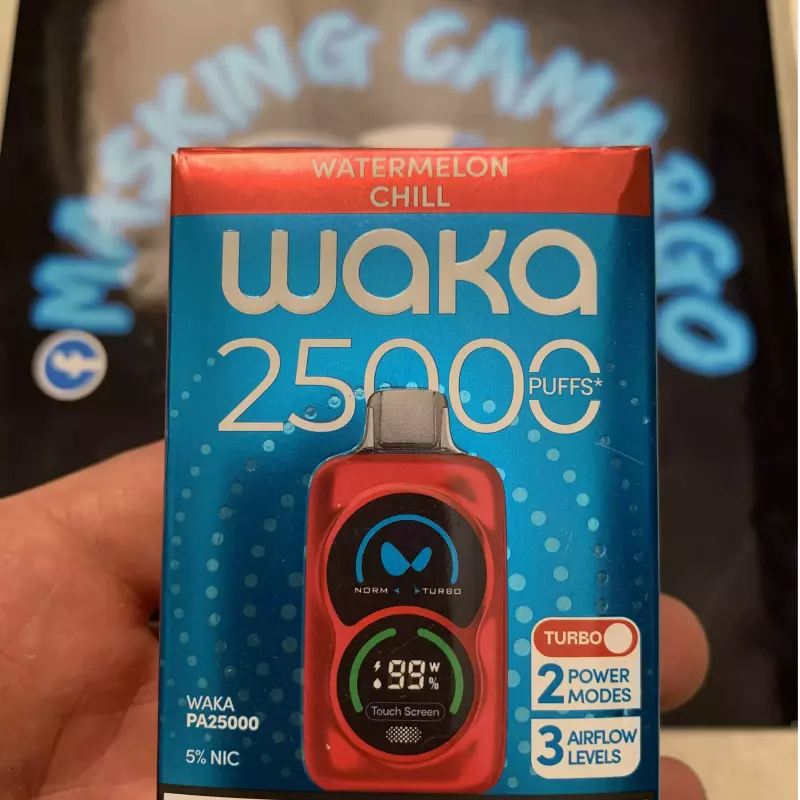 MASKING CAMARGO
WATERMELON
CHILL
waka
25000
PUFFS*
NORM TURBO
99 W
%
Touch Screen
WAKA
PA25000
5% NIC
TURBO
2 POWER
MODES
3 AIRFLOW
LEVELS